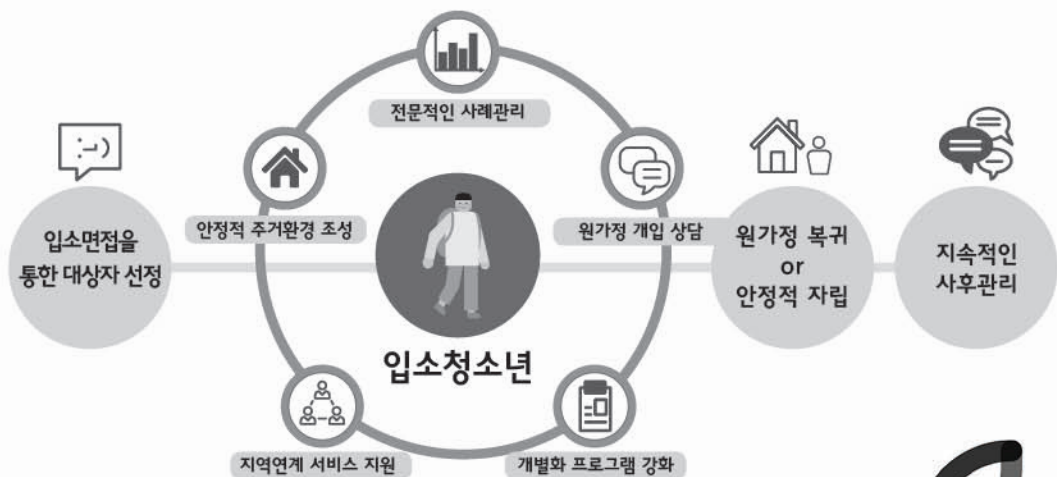 전문적인 사례관리
:-)
안정적 주거환경 조성
원가정 개입 상담
입소면접을
통한 대상자 선정
원가정 복귀
or
안정적 자립
지속적인
사후관리
입소청소년
지역연계 서비스 지원
개별화 프로그램 강화